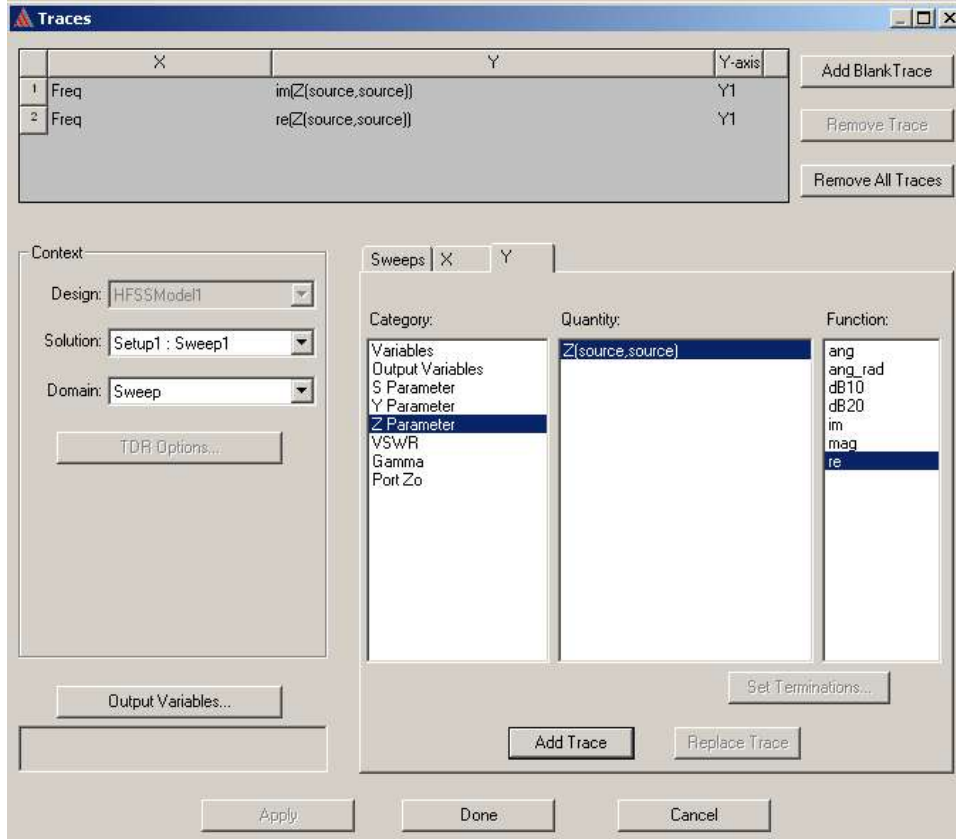 Traces
X Y Y-axis
1 Freq im(Z(source,source)) Y1
2 Freq re(Z(source,source)) Y1
Add BlankTrace
Remove Trace
Remove All Traces
Context
Design: HFSSModel1
Solution: Setup1 : Sweep1
Domain: Sweep
TDR Options...
Output Variables...
Sweeps X Y
Category: Quantity: Function:
Variables
Output Variables
S Parameter
Y Parameter
Z Parameter
VSWR
Gamma
Port Zo
Z(source,source)
ang
ang_rad
dB10
dB20
im
mag
re
Set Terminations...
Add Trace Replace Trace
Apply Done Cancel